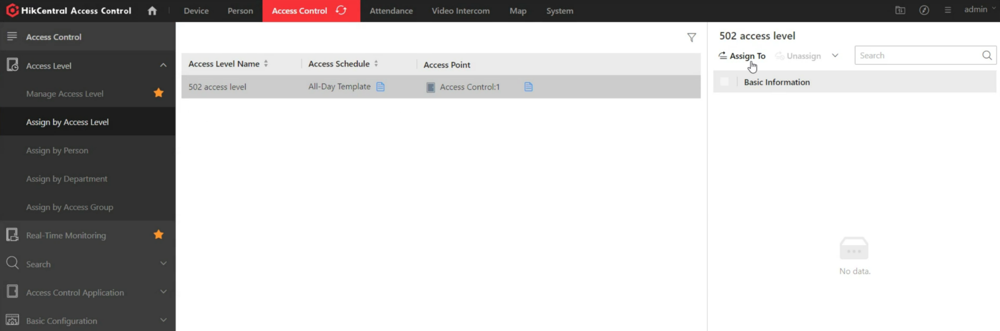 HikCentral Access Control
Device
Person
Access Control
Attendance
Video Intercom
Map
System
admin
Access Control
Access Level
Manage Access Level
Assign by Access Level
Assign by Person
Assign by Department
Assign by Access Group
Real-Time Monitoring
Search
Access Control Application
Basic Configuration
Access Level Name
Access Schedule
Access Point
502 access level
All-Day Template
Access Control:1
502 access level
Assign To
Unassign
Search
Basic Information
No data.